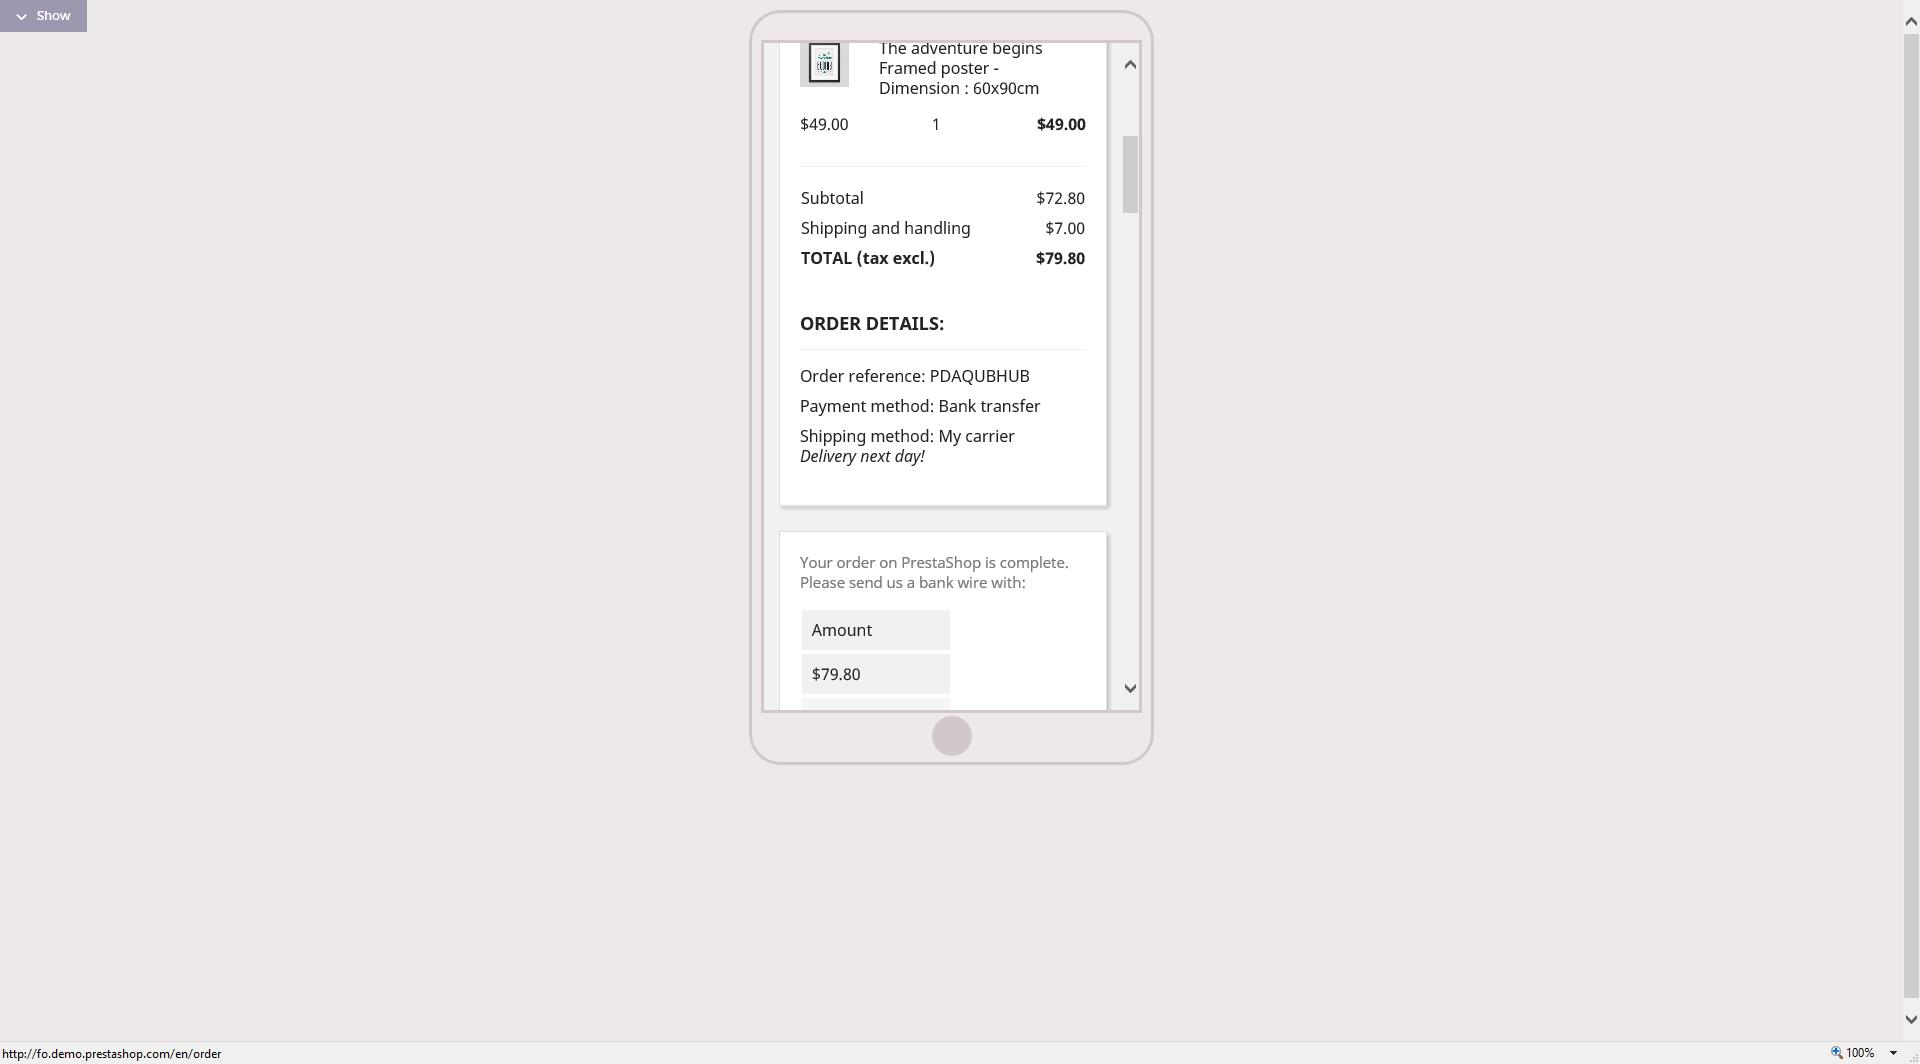 Show
The adventure begins
Framed poster -
Dimension : 60x90cm
$49.00 1 $49.00
Subtotal $72.80
Shipping and handling $7.00
TOTAL (tax excl.) $79.80
ORDER DETAILS:
Order reference: PDAQUBHUB
Payment method: Bank transfer
Shipping method: My carrier
Delivery next day!
Your order on PrestaShop is complete.
Please send us a bank wire with:
Amount
$79.80
http://fo.demo.prestashop.com/en/order
100%